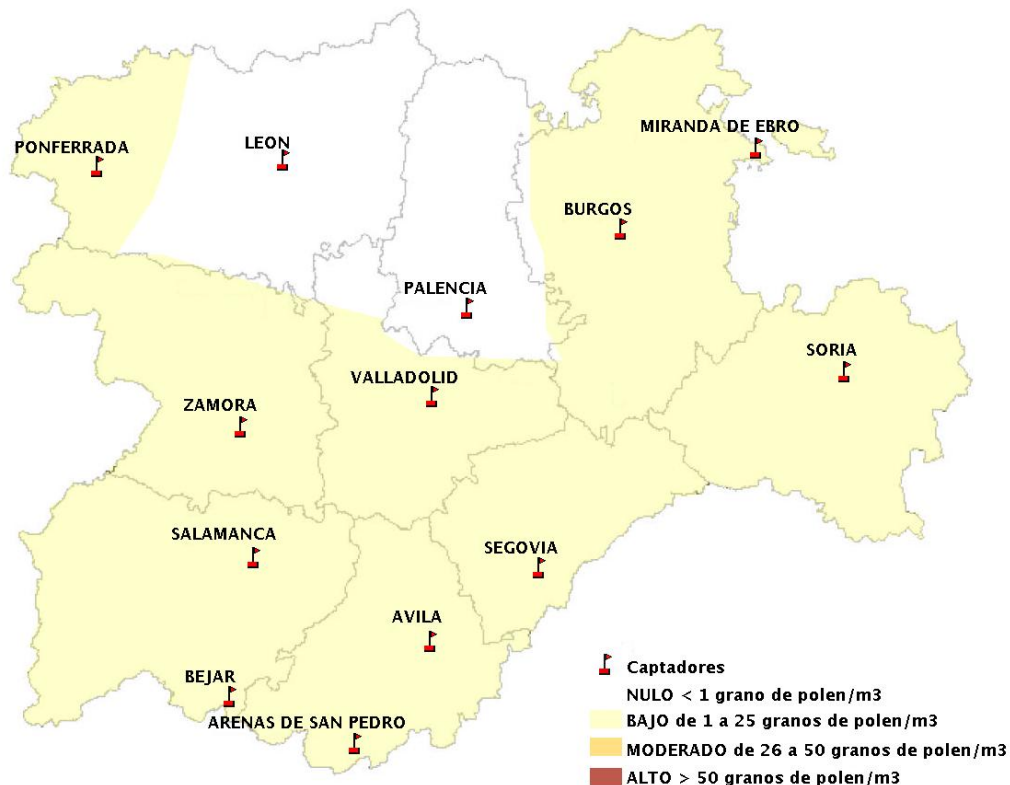 MIRANDA DE EBRO
PONFERRADA
LEON
BURGOS
PALENCIA
SORIA
VALLADOLID
ZAMORA
SALAMANCA
SEGOVIA
AVILA
BEJAR
ARENAS DE SAN PEDRO
Captadores
NULO < 1 grano de polen/m3
BAJO de 1 a 25 granos de polen/m3
MODERADO de 26 a 50 granos de polen/m3
ALTO > 50 granos de polen/m3